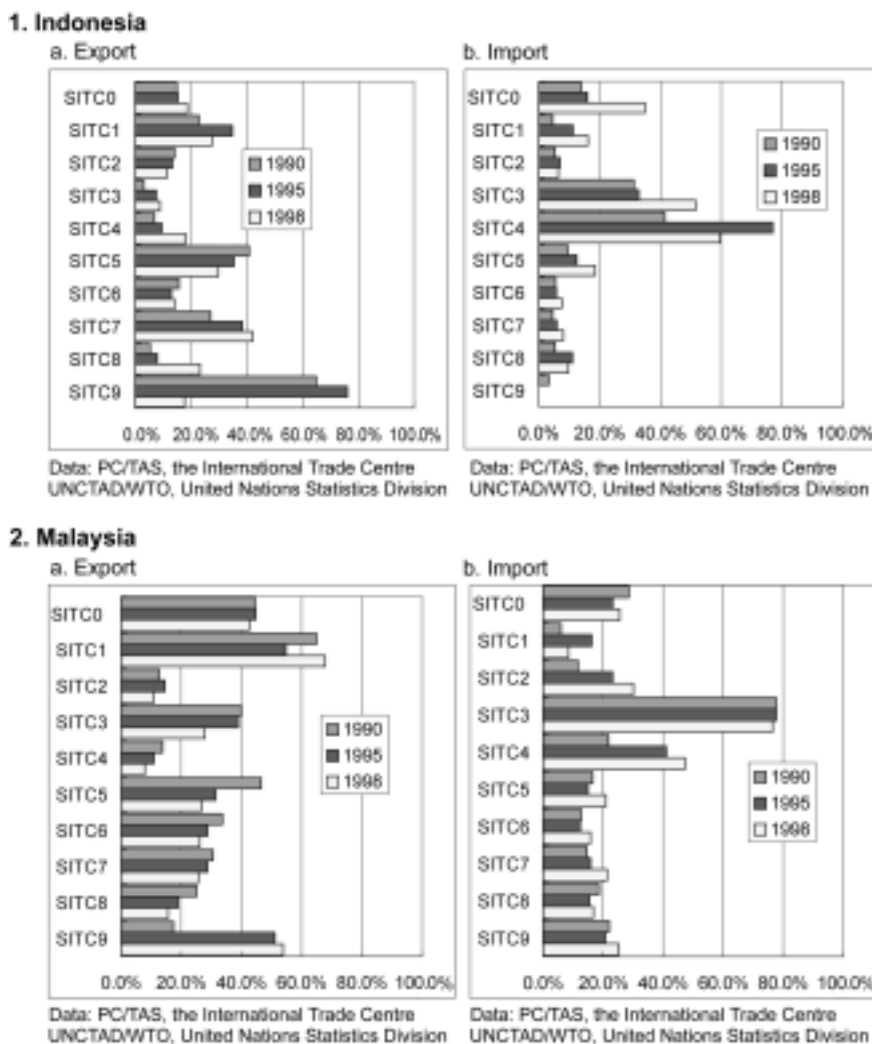 1. Indonesia
a. Export
SITC0
SITC1
SITC2
SITC3
SITC4
SITC5
SITC6
SITC7
SITC8
SITC9
1990
1995
1998
0.0% 20.0% 40.0% 60.0% 80.0% 100.0%
Data: PC/TAS, the International Trade Centre
UNCTAD/WTO, United Nations Statistics Division
b. Import
SITC0
SITC1
SITC2
SITC3
SITC4
SITC5
SITC6
SITC7
SITC8
SITC9
1990
1995
1998
0.0% 20.0% 40.0% 60.0% 80.0% 100.0%
Data: PC/TAS, the International Trade Centre
UNCTAD/WTO, United Nations Statistics Division
2. Malaysia
a. Export
SITC0
SITC1
SITC2
SITC3
SITC4
SITC5
SITC6
SITC7
SITC8
SITC9
1990
1995
1998
0.0% 20.0% 40.0% 60.0% 80.0% 100.0%
Data: PC/TAS, the International Trade Centre
UNCTAD/WTO, United Nations Statistics Division
b. Import
SITC0
SITC1
SITC2
SITC3
SITC4
SITC5
SITC6
SITC7
SITC8
SITC9
1990
1995
1998
0.0% 20.0% 40.0% 60.0% 80.0% 100.0%
Data: PC/TAS, the International Trade Centre
UNCTAD/WTO, United Nations Statistics Division